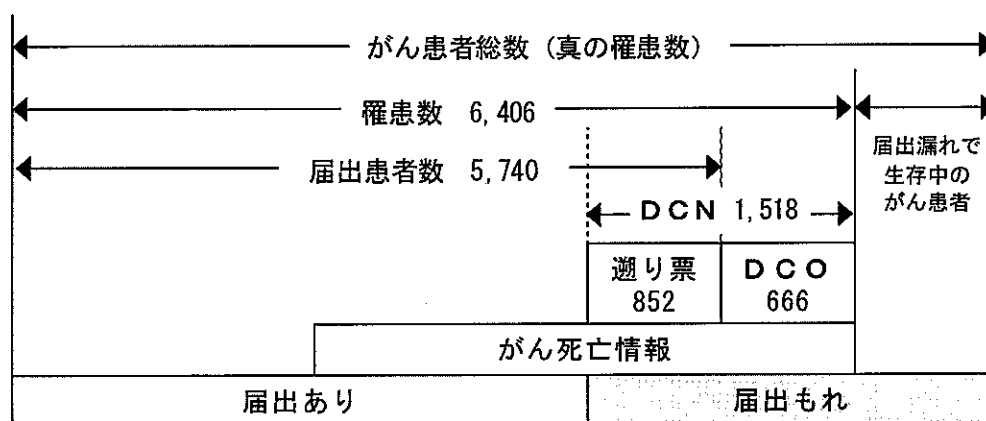 がん患者総数（真の罹患数）
罹患数 6,406
届出患者数 5,740
届出漏れで
生存中の
がん患者
ＤＣＮ 1,518
遡り票
852
ＤＣＯ
666
がん死亡情報
届出あり
届出もれ